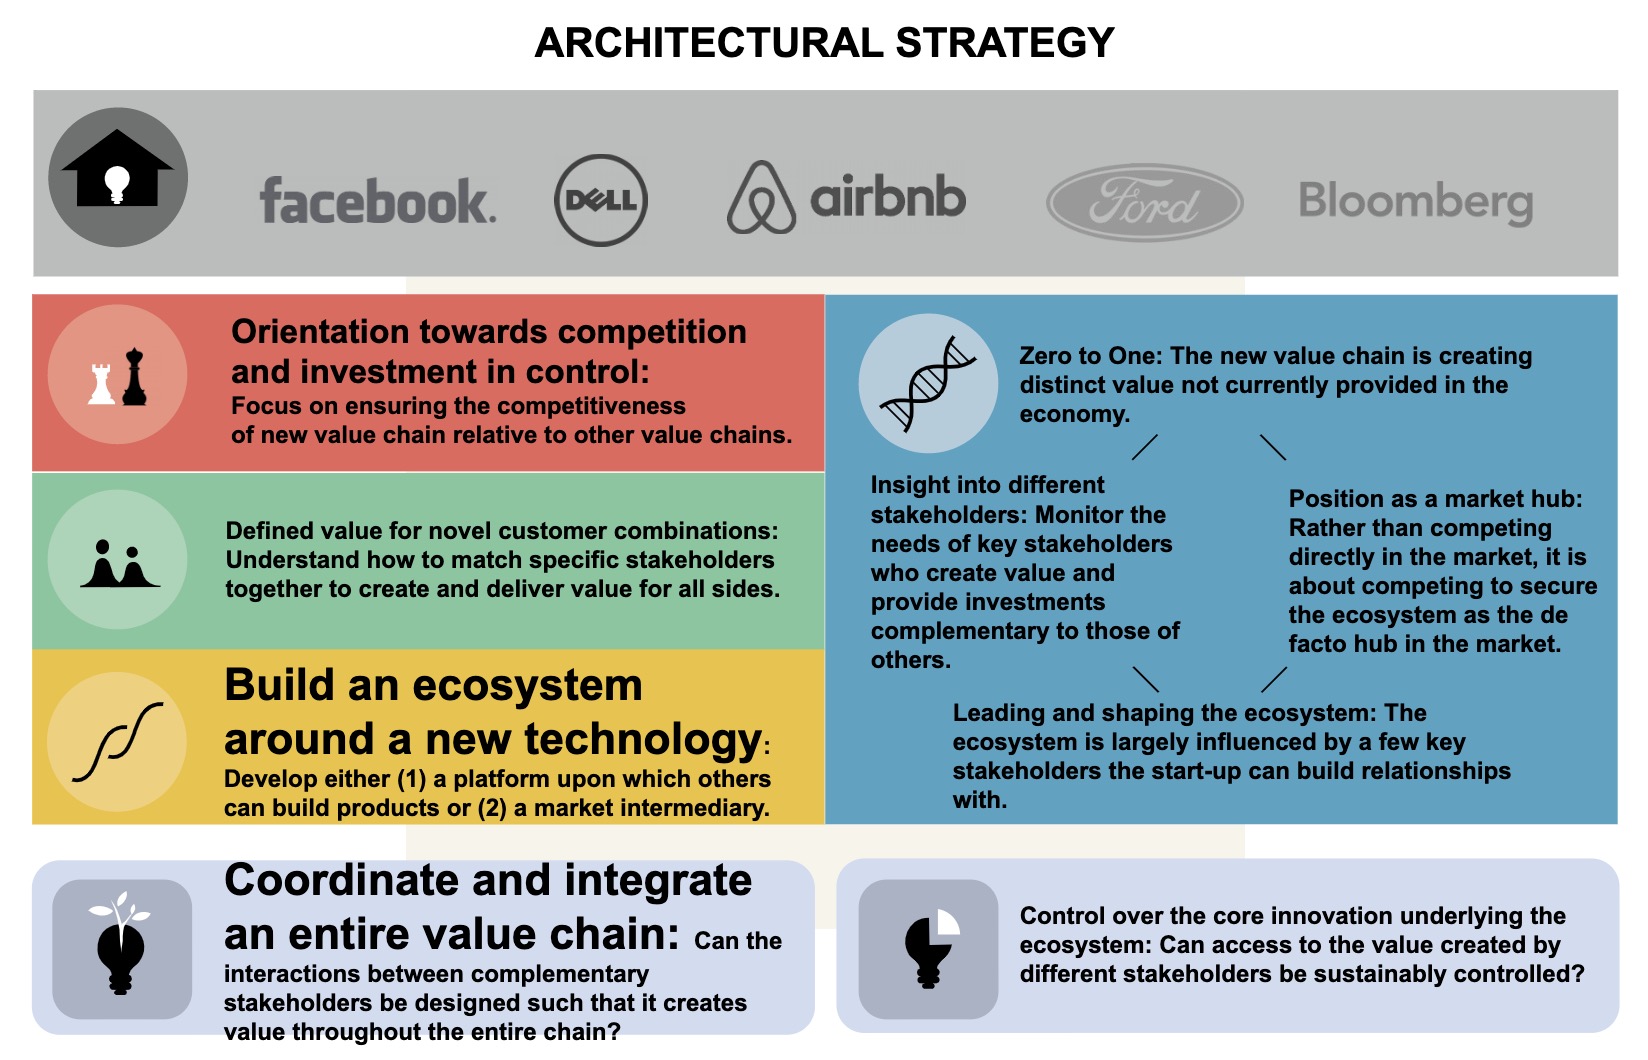 ARCHITECTURAL STRATEGY
facebook.
DELL
airbnb
Ford
Bloomberg
Orientation towards competition
and investment in control:
Focus on ensuring the competitiveness
of new value chain relative to other value chains.
Defined value for novel customer combinations:
Understand how to match specific stakeholders
together to create and deliver value for all sides.
Build an ecosystem
around a new technology:
Develop either (1) a platform upon which others
can build products or (2) a market intermediary.
Zero to One: The new value chain is creating
distinct value not currently provided in the
economy.
Insight into different
stakeholders: Monitor the
needs of key stakeholders
who create value and
provide investments
complementary to those of
others.
Position as a market hub:
Rather than competing
directly in the market, it is
about competing to secure
the ecosystem as the de
facto hub in the market.
Leading and shaping the ecosystem: The
ecosystem is largely influenced by a few key
stakeholders the start-up can build relationships
with.
Coordinate and integrate
an entire value chain: Can the
interactions between complementary
stakeholders be designed such that it creates
value throughout the entire chain?
Control over the core innovation underlying the
ecosystem: Can access to the value created by
different stakeholders be sustainably controlled?